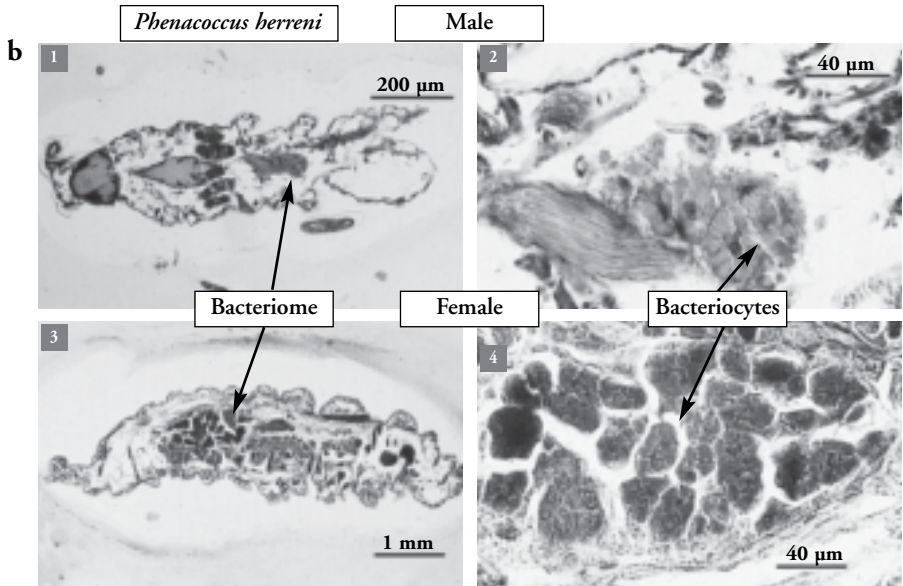 Phenacoccus herreni
Male
b
1
200 µm
2
40 µm
Bacteriome
Female
Bacteriocytes
3
1 mm
4
40 µm